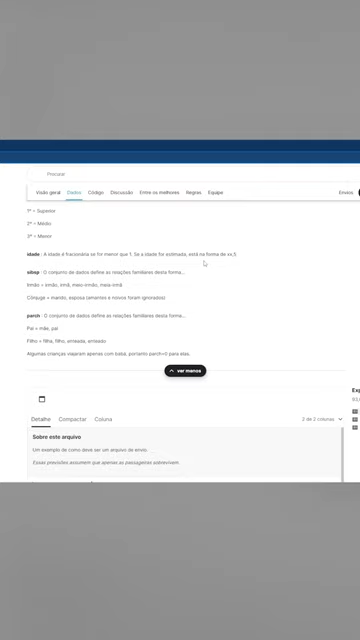 Procurar
Visão geral Dados Código Discussão Entre os melhores Regras Equipe Envios
1º = Superior
2º = Médio
3º = Menor
idade : A idade é fracionária se for menor que 1. Se a idade for estimada, está na forma de xx,5
sibsp : O conjunto de dados define as relações familiares desta forma...
Irmão = irmão, irmã, meio-irmão, meia-irmã
Cônjuge = marido, esposa (amantes e noivos foram ignorados)
parch : O conjunto de dados define as relações familiares desta forma...
Pai = mãe, pai
Filho = filha, filho, enteada, enteado
Algumas crianças viajaram apenas com babá, portanto parch=0 para elas.
ver menos
Detalhe Compactar Coluna 2 de 2 colunas
Sobre este arquivo
Um exemplo de como deve ser um arquivo de envio.
Essas previsões assumem que apenas as passageiras sobrevivem.